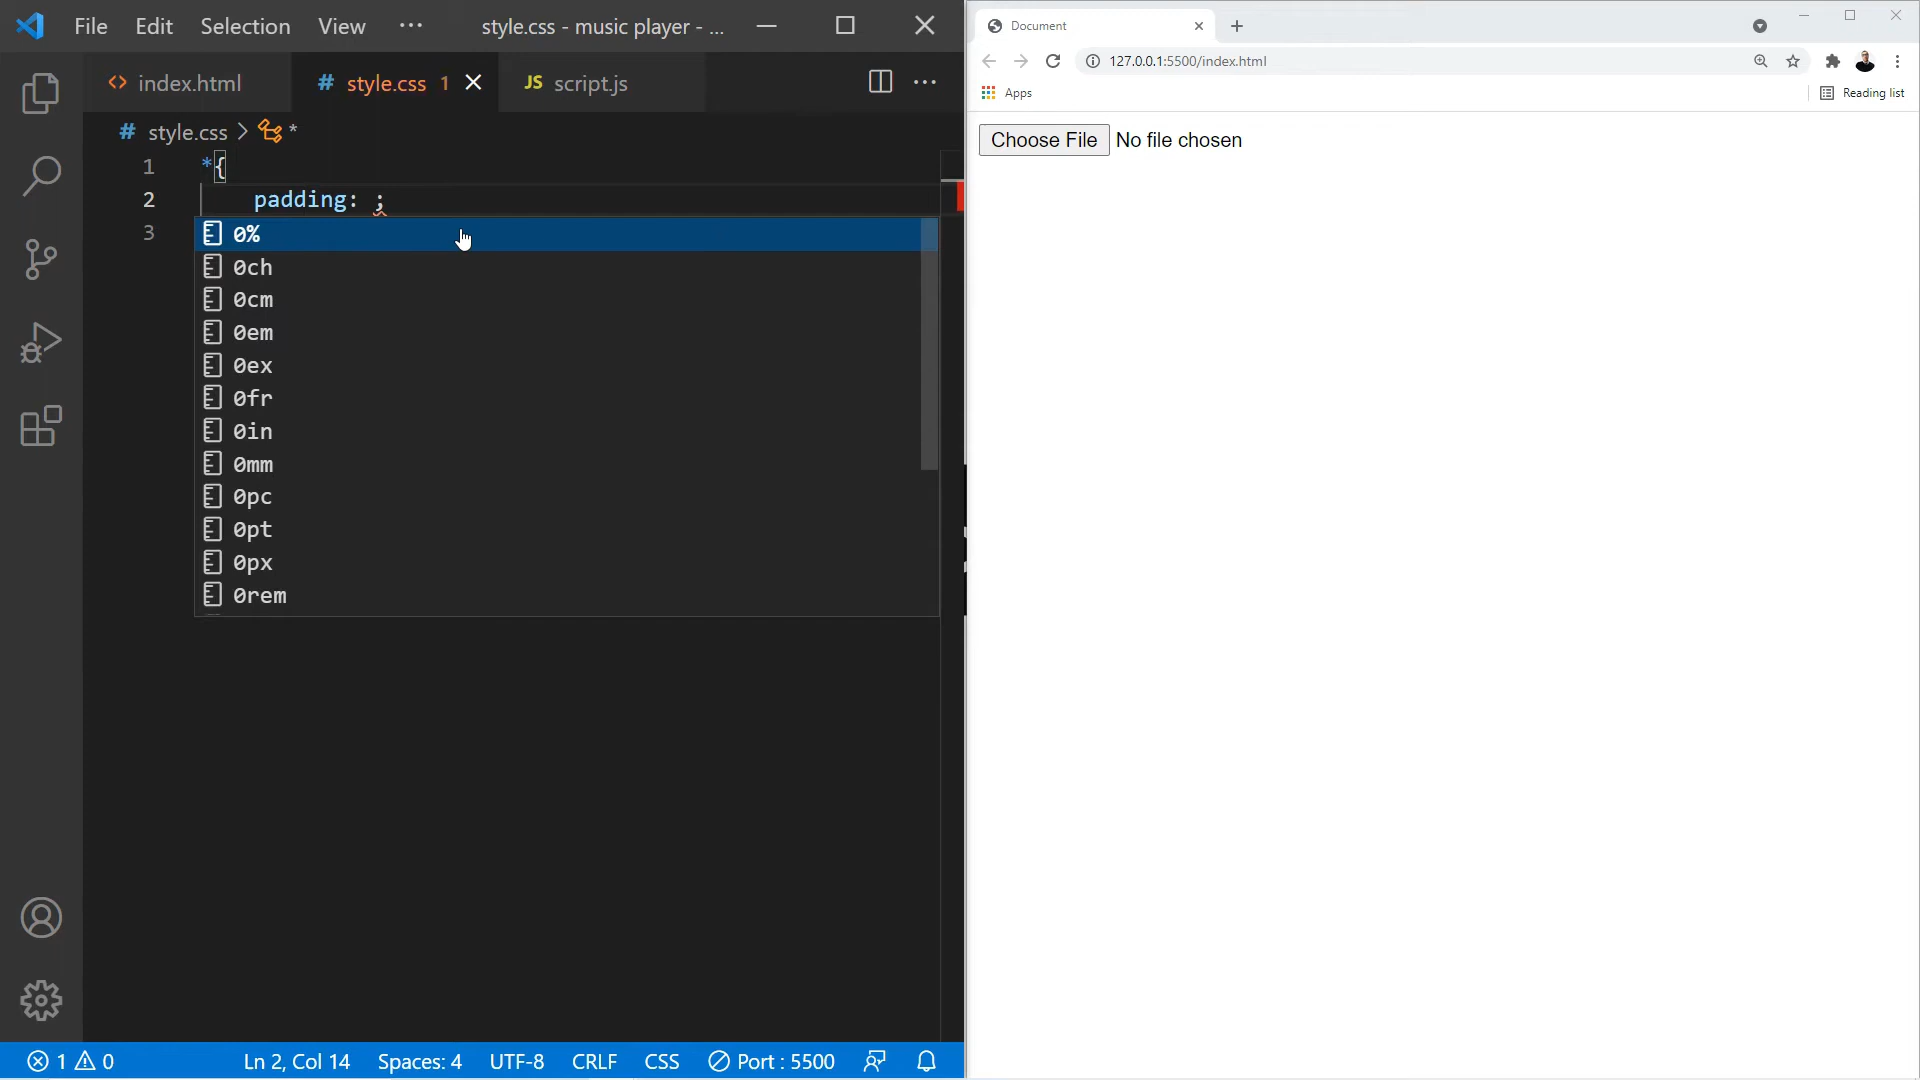 File Edit Selection View ··· style.css - music player - ...
index.html # style.css 1 JS script.js
# style.css > *
1 *{
2 padding: ;
3
0%
0ch
0cm
0em
0ex
0fr
0in
0mm
0pc
0pt
0px
0rem
1 0 Ln 2, Col 14 Spaces: 4 UTF-8 CRLF CSS Port : 5500
Document
127.0.0.1:5500/index.html
Apps Reading list
Choose File No file chosen